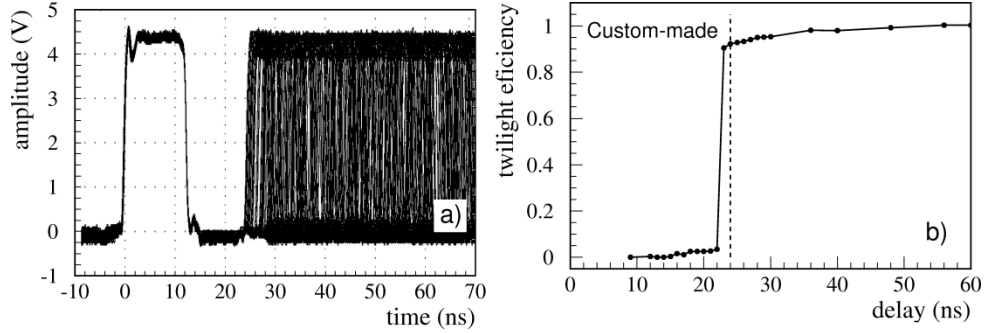 amplitude (V)
5
4
3
2
1
0
-1
-10 0 10 20 30 40 50 60 70
time (ns)
a)
twilight eficiency
1
0.8
0.6
0.4
0.2
0
0 10 20 30 40 50 60
delay (ns)
Custom-made
b)